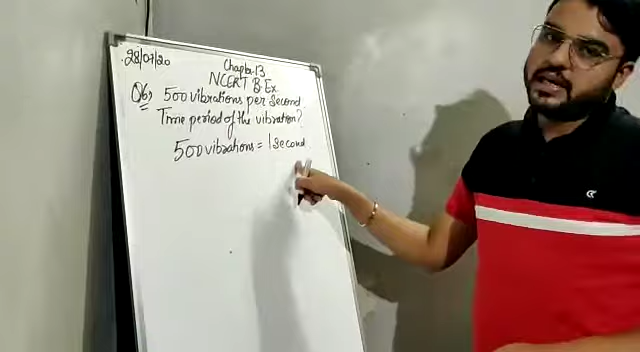 28/07/20
Chapter 13
NCERT B.Ex.
Q6) 500 vibrations per second.
Time period of the vibration?
500 vibrations = 1 second.